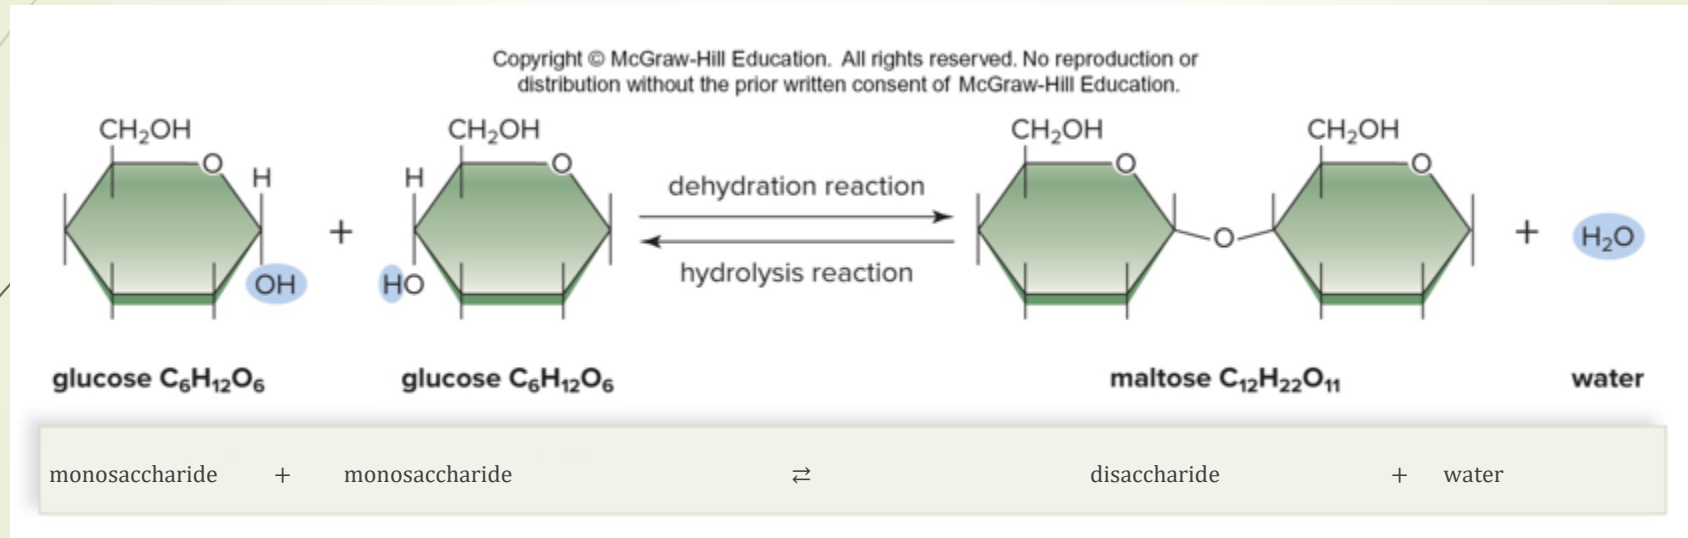 Copyright © McGraw-Hill Education. All rights reserved. No reproduction or
distribution without the prior written consent of McGraw-Hill Education.
CH₂OH CH₂OH CH₂OH CH₂OH
O H H O O O
dehydration reaction
+ + H₂O
O
hydrolysis reaction
OH HO
glucose C₆H₁₂O₆ glucose C₆H₁₂O₆ maltose C₁₂H₂₂O₁₁ water
monosaccharide + monosaccharide ⇄ disaccharide + water